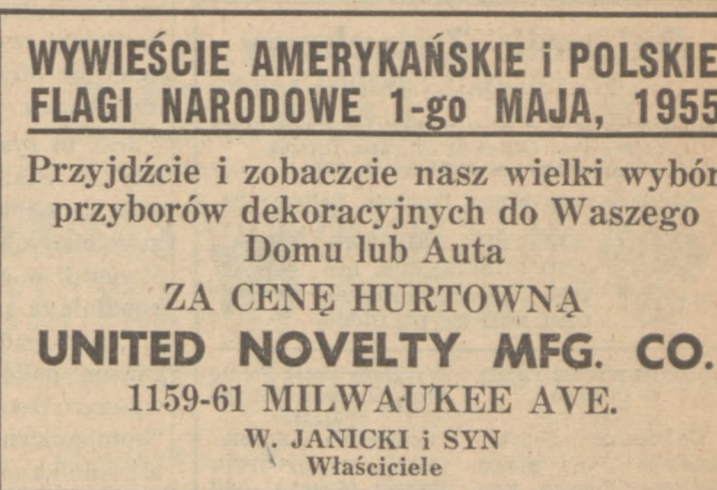 WYWIEŚCIE AMERYKAŃSKIE i POLSKIE
FLAGI NARODOWE 1-go MAJA, 1955
Przyjdźcie i zobaczcie nasz wielki wybór
przyborów dekoracyjnych do Waszego
Domu lub Auta
ZA CENĘ HURTOWNĄ
UNITED NOVELTY MFG. CO.
1159-61 MILWAUKEE AVE.
W. JANICKI i SYN
Właściciele